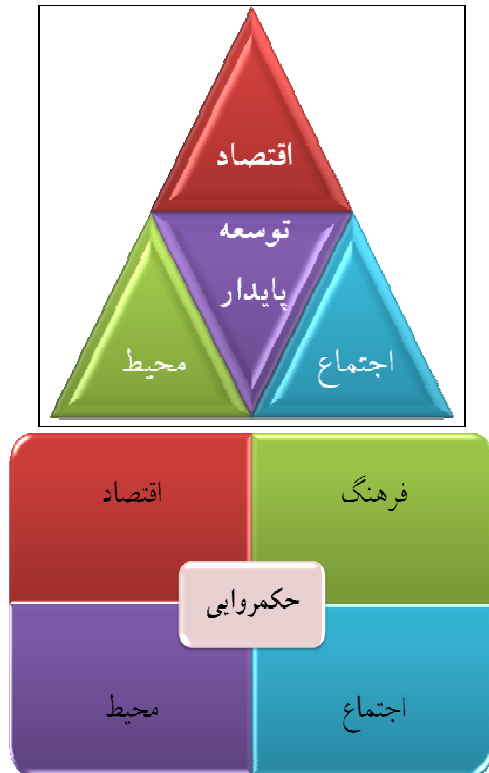 اقتصاد
توسعه
پایدار
اجتماع
محیط
فرهنگ
اقتصاد
حکمروایی
اجتماع
محیط